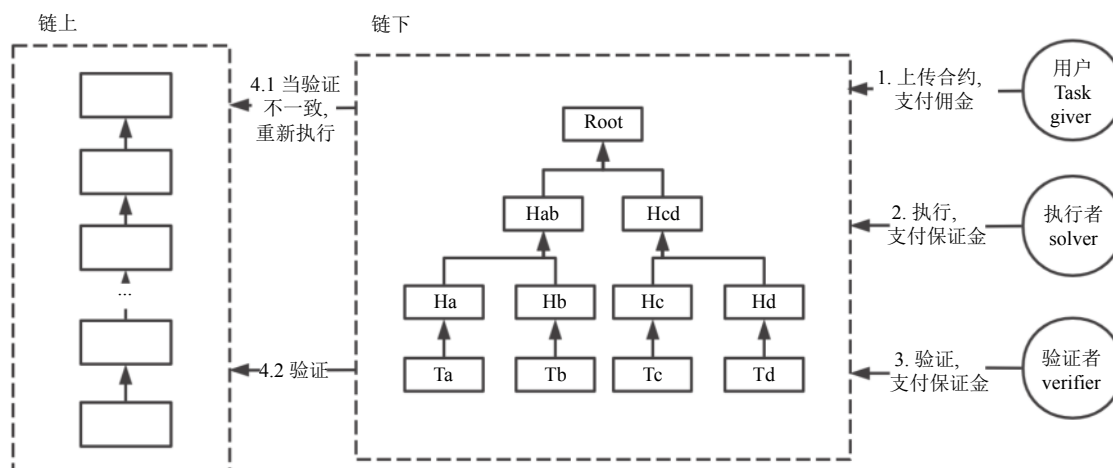 链上
链下
4.1 当验证
不一致,
重新执行
4.2 验证
...
Root
Hab
Hcd
Ha
Hb
Hc
Hd
Ta
Tb
Tc
Td
1. 上传合约,
支付佣金
2. 执行,
支付保证金
3. 验证,
支付保证金
用户
Task
giver
执行者
solver
验证者
verifier